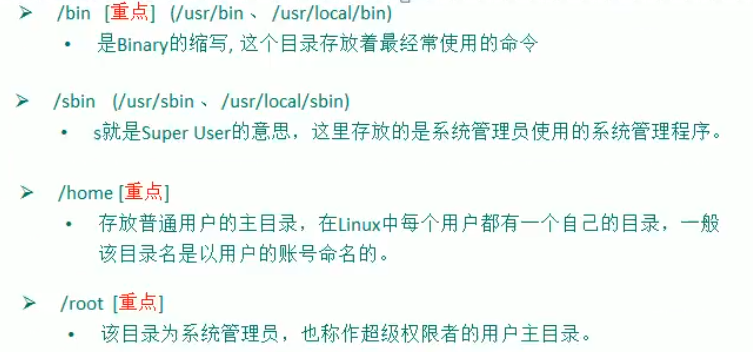 ➢ /bin [重点] (/usr/bin 、 /usr/local/bin)
• 是Binary的缩写, 这个目录存放着最经常使用的命令
➢ /sbin (/usr/sbin 、 /usr/local/sbin)
• s就是Super User的意思，这里存放的是系统管理员使用的系统管理程序。
➢ /home [重点]
• 存放普通用户的主目录，在Linux中每个用户都有一个自己的目录，一般
该目录名是以用户的账号命名的。
➢ /root [重点]
• 该目录为系统管理员，也称作超级权限者的用户主目录。